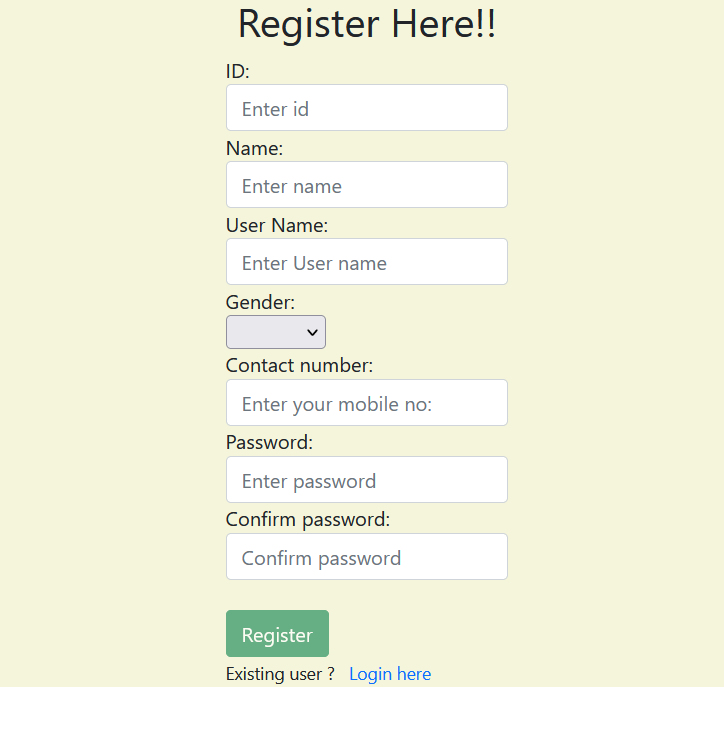 Register Here!!
ID:
Enter id
Name:
Enter name
User Name:
Enter User name
Gender:
Contact number:
Enter your mobile no:
Password:
Enter password
Confirm password:
Confirm password
Register
Existing user ? Login here